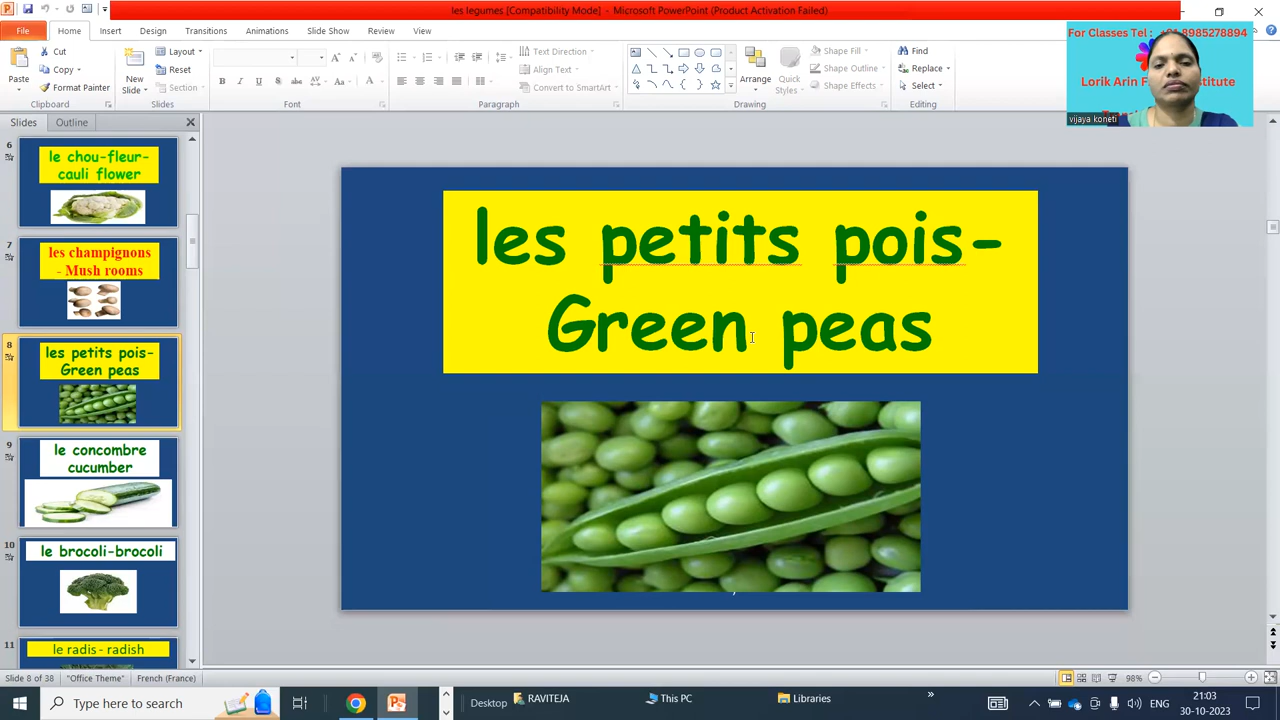 les legumes [Compatibility Mode] - Microsoft PowerPoint (Product Activation Failed)
File Home Insert Design Transitions Animations Slide Show Review View
Paste
Cut
Copy
Format Painter
Clipboard
New Slide
Layout
Reset
Section
Slides
Font
Text Direction
Align Text
Convert to SmartArt
Paragraph
Arrange
Quick Styles
Shape Fill
Shape Outline
Shape Effects
Drawing
Find
Replace
Select
Editing
For Classes Tel : 8985278894
Lorik Arin
vijaya koneti
Slides Outline
6
le chou-fleur-
cauli flower
7
les champignons
- Mush rooms
8
les petits pois-
Green peas
9
le concombre
cucumber
10
le brocoli-brocoli
11
le radis - radish
les petits pois-
Green peas
Slide 8 of 38 "Office Theme" French (France) 98%
Type here to search
Desktop RAVITEJA This PC Libraries
ENG
21:03
30-10-2023